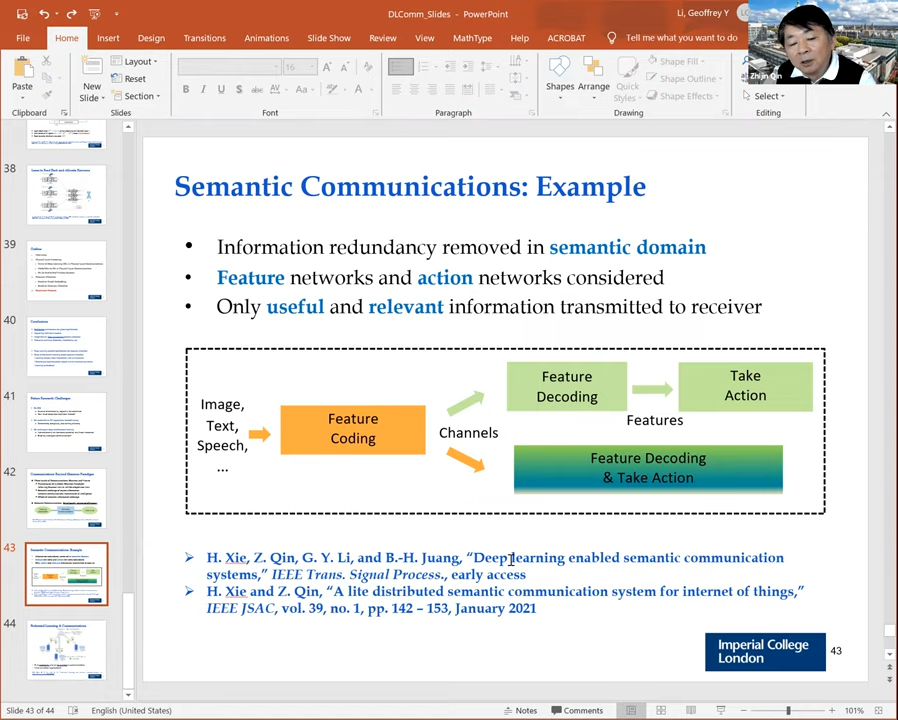 DLComm_Slides - PowerPoint
Li, Geoffrey Y
File Home Insert Design Transitions Animations Slide Show Review View MathType Help ACROBAT Tell me what you want to do
Zhijin Qin
Paste
New
Slide
Layout
Reset
Section
16
Shapes
Arrange
Quick
Styles
Shape Fill
Shape Outline
Shape Effects
Select
Clipboard Slides Font Paragraph Drawing Editing
38
39
40
41
42
43
44
Semantic Communications: Example
• Information redundancy removed in semantic domain
• Feature networks and action networks considered
• Only useful and relevant information transmitted to receiver
Image,
Text,
Speech,
...
Feature
Coding
Channels
Feature
Decoding
Take
Action
Features
Feature Decoding
& Take Action
➢ H. Xie, Z. Qin, G. Y. Li, and B.-H. Juang, “Deep learning enabled semantic communication
systems,” IEEE Trans. Signal Process., early access
➢ H. Xie and Z. Qin, “A lite distributed semantic communication system for internet of things,”
IEEE JSAC, vol. 39, no. 1, pp. 142 – 153, January 2021
Imperial College
London
43
Slide 43 of 44 English (United States) Notes Comments 101%